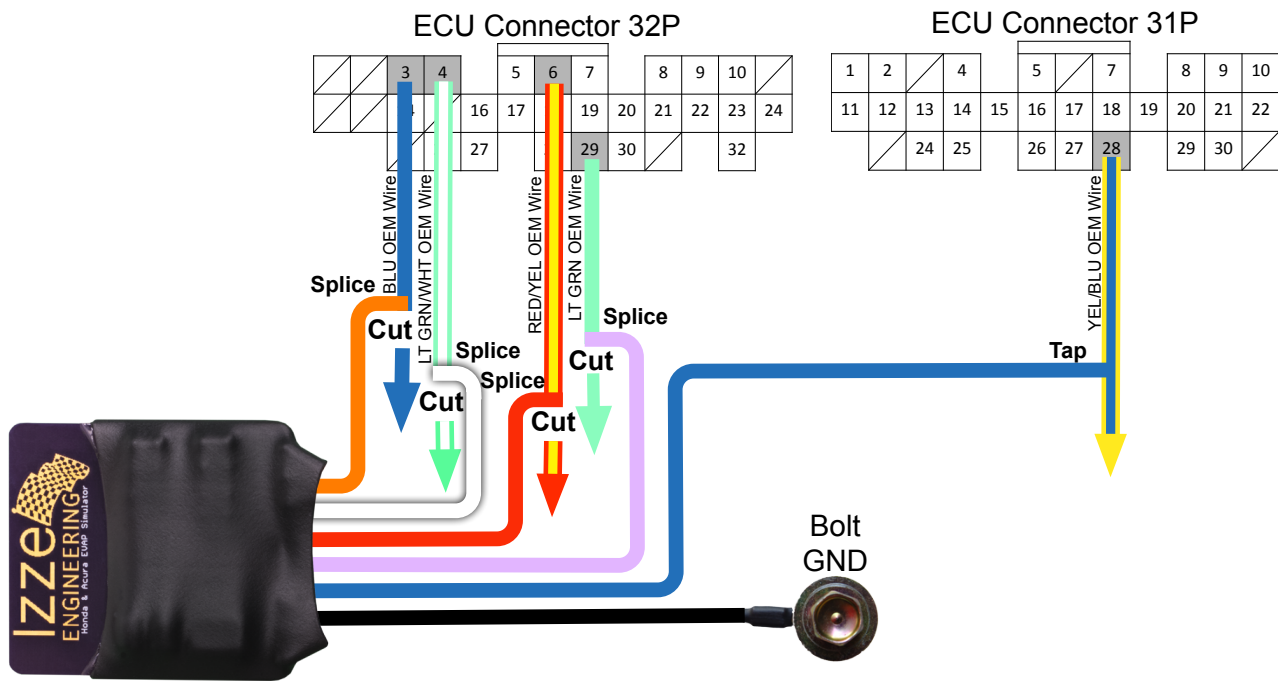 ECU Connector 32P
ECU Connector 31P
3 4 5 6 7 8 9 10
16 17 19 20 21 22 23 24
27 29 30 32
1 2 4 5 7 8 9 10
11 12 13 14 15 16 17 18 19 20 21 22
24 25 26 27 28 29 30
BLU OEM Wire
LT GRN/WHT OEM Wire
RED/YEL OEM Wire
LT GRN OEM Wire
YEL/BLU OEM Wire
Splice
Cut
Splice
Cut
Splice
Cut
Splice
Cut
Tap
Bolt
GND
Izze
ENGINEERING
Honda & Acura EVAP Simulator